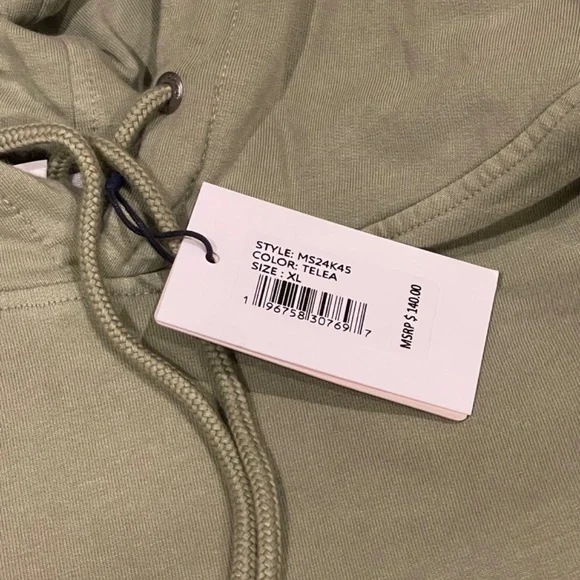 STYLE: MS24K45
COLOR: TELEA
SIZE : XL
1 96758 30769 7
MSRP $ 140.00